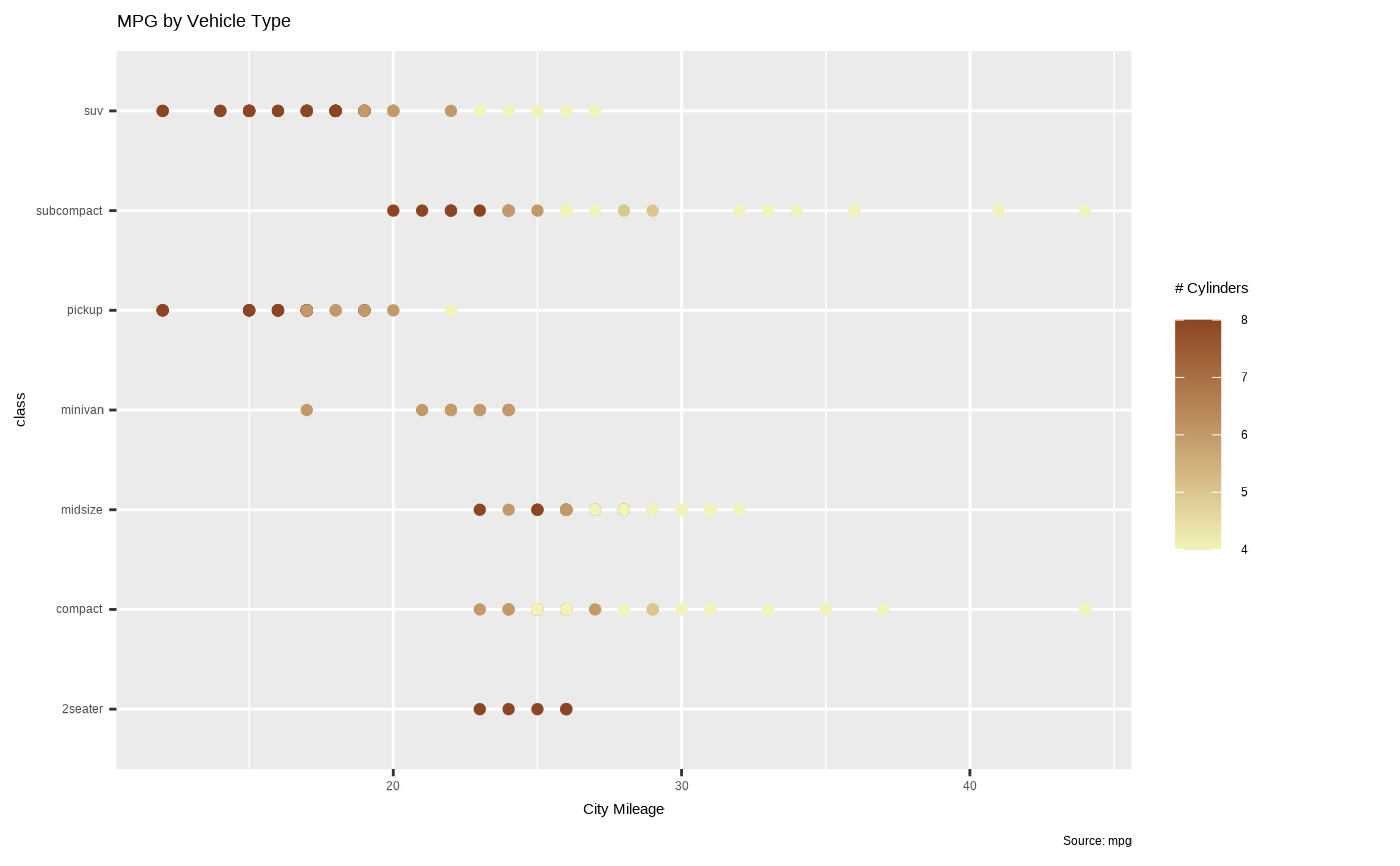 MPG by Vehicle Type
suv
subcompact
pickup
minivan
midsize
compact
2seater
class
20 30 40
City Mileage
# Cylinders
8
7
6
5
4
Source: mpg